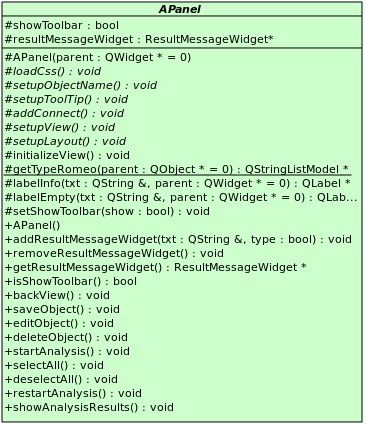 APanel
#showToolbar : bool
#resultMessageWidget : ResultMessageWidget*
#APanel(parent : QWidget * = 0)
#loadCss() : void
#setupObjectName() : void
#setupToolTip() : void
#addConnect() : void
#setupView() : void
#setupLayout() : void
#initializeView() : void
#getTypeRomeo(parent : QObject * = 0) : QStringListModel *
#labelInfo(txt : QString &, parent : QWidget * = 0) : QLabel *
#labelEmpty(txt : QString &, parent : QWidget * = 0) : QLab...
#setShowToolbar(show : bool) : void
+APanel()
+addResultMessageWidget(txt : QString &, type : bool) : void
+removeResultMessageWidget() : void
+getResultMessageWidget() : ResultMessageWidget *
+isShowToolbar() : bool
+backView() : void
+saveObject() : void
+editObject() : void
+deleteObject() : void
+startAnalysis() : void
+selectAll() : void
+deselectAll() : void
+restartAnalysis() : void
+showAnalysisResults() : void